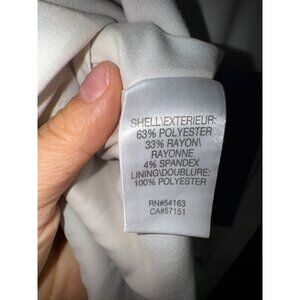 SHELL\EXTERIEUR:
63% POLYESTER
33% RAYON\
RAYONNE
4% SPANDEX
LINING\DOUBLURE:
100% POLYESTER
RN#54163
CA#57151